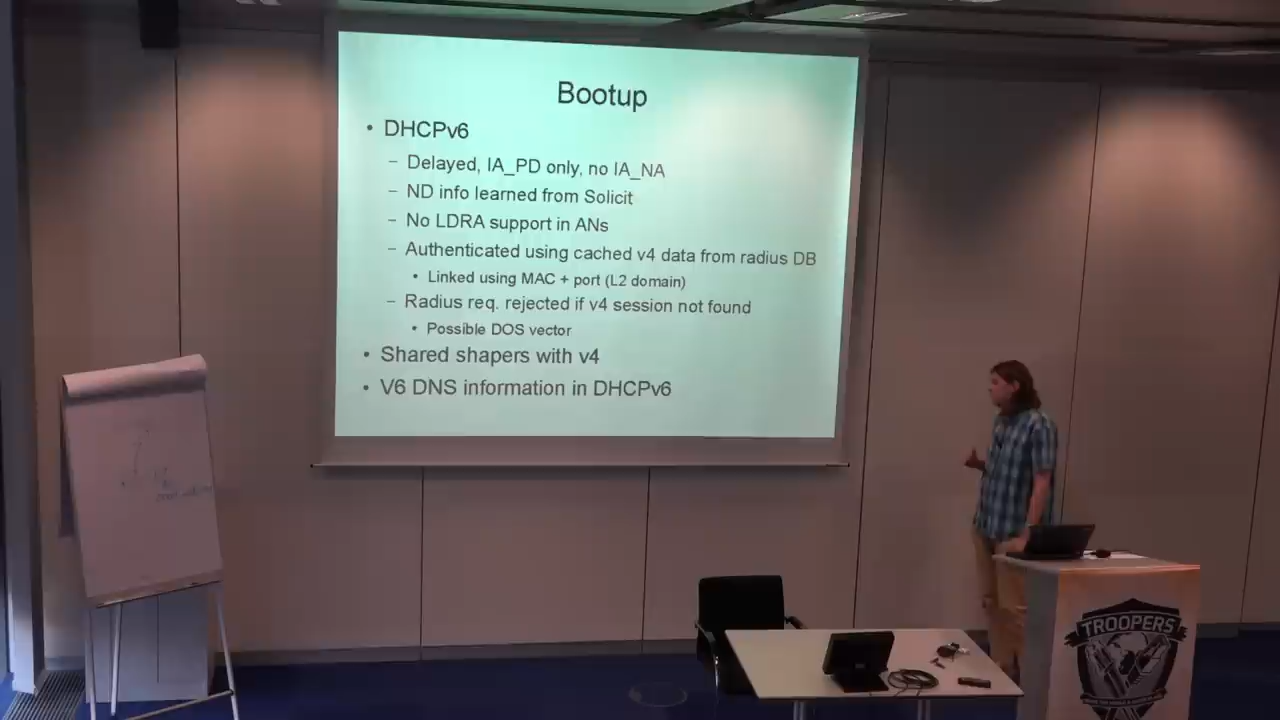 Bootup
• DHCPv6
– Delayed, IA_PD only, no IA_NA
– ND info learned from Solicit
– No LDRA support in ANs
– Authenticated using cached v4 data from radius DB
• Linked using MAC + port (L2 domain)
– Radius req. rejected if v4 session not found
• Possible DOS vector
• Shared shapers with v4
• V6 DNS information in DHCPv6
TROOPERS